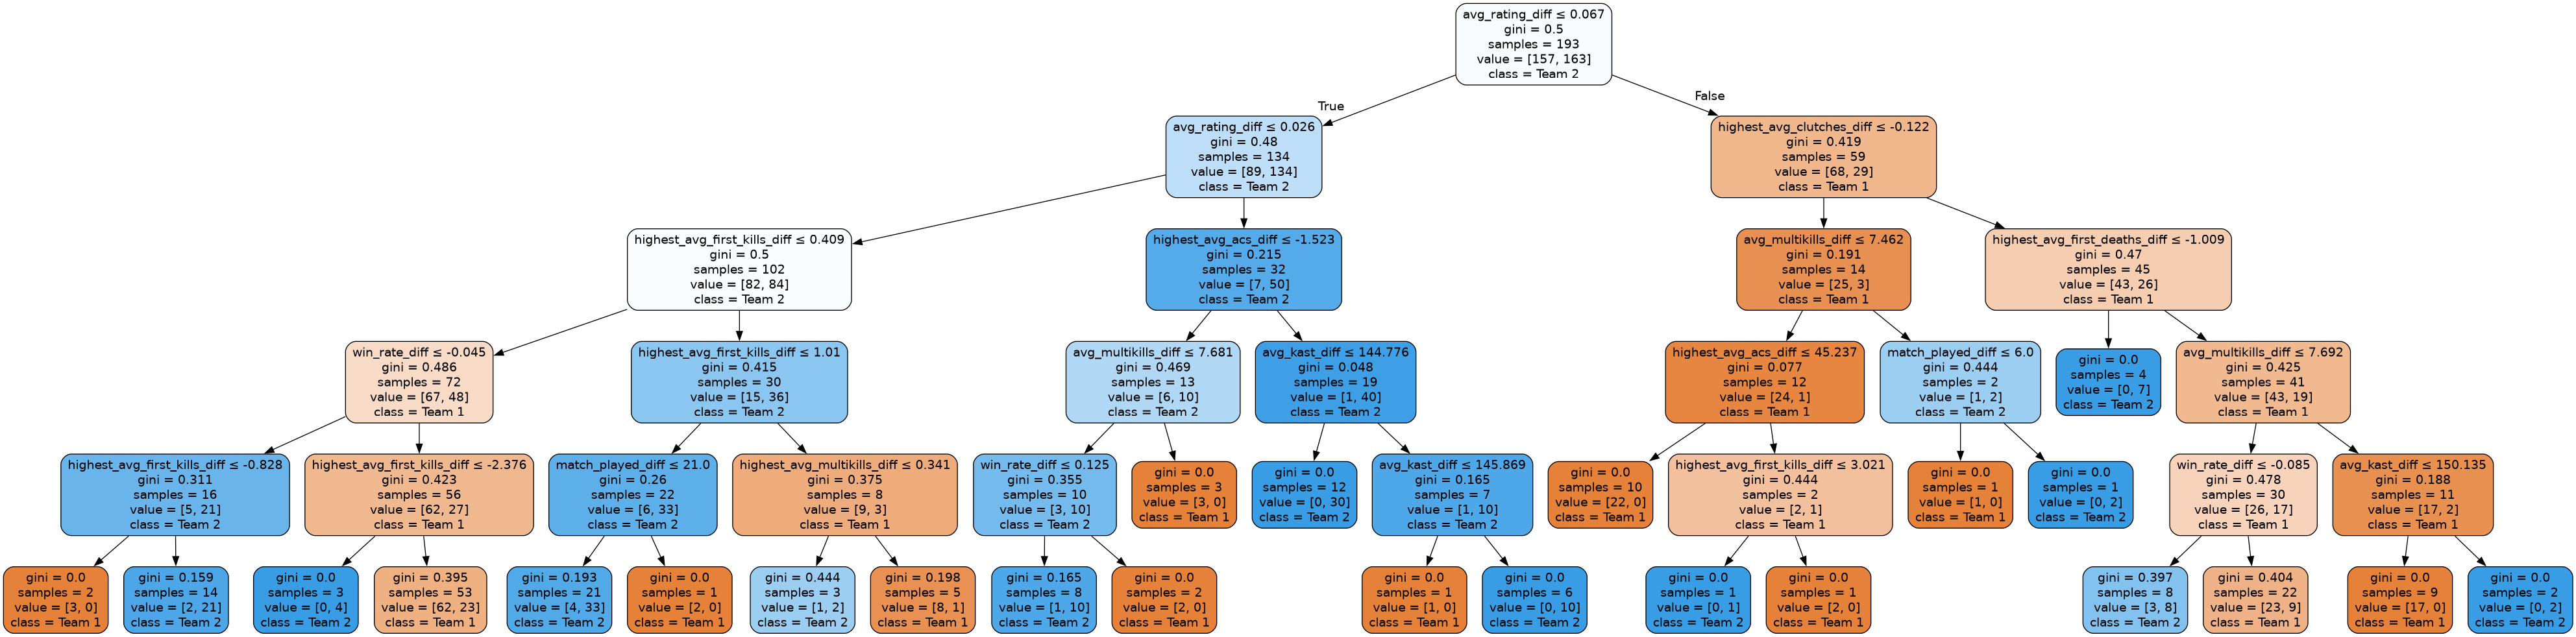 avg_rating_diff ≤ 0.067
gini = 0.5
samples = 193
value = [157, 163]
class = Team 2
True
False
avg_rating_diff ≤ 0.026
gini = 0.48
samples = 134
value = [89, 134]
class = Team 2
highest_avg_clutches_diff ≤ -0.122
gini = 0.419
samples = 59
value = [68, 29]
class = Team 1
highest_avg_first_kills_diff ≤ 0.409
gini = 0.5
samples = 102
value = [82, 84]
class = Team 2
highest_avg_acs_diff ≤ -1.523
gini = 0.215
samples = 32
value = [7, 50]
class = Team 2
avg_multikills_diff ≤ 7.462
gini = 0.191
samples = 14
value = [25, 3]
class = Team 1
highest_avg_first_deaths_diff ≤ -1.009
gini = 0.47
samples = 45
value = [43, 26]
class = Team 1
win_rate_diff ≤ -0.045
gini = 0.486
samples = 72
value = [67, 48]
class = Team 1
highest_avg_first_kills_diff ≤ 1.01
gini = 0.415
samples = 30
value = [15, 36]
class = Team 2
avg_multikills_diff ≤ 7.681
gini = 0.469
samples = 13
value = [6, 10]
class = Team 2
avg_kast_diff ≤ 144.776
gini = 0.048
samples = 19
value = [1, 40]
class = Team 2
highest_avg_acs_diff ≤ 45.237
gini = 0.077
samples = 12
value = [24, 1]
class = Team 1
match_played_diff ≤ 6.0
gini = 0.444
samples = 2
value = [1, 2]
class = Team 2
gini = 0.0
samples = 4
value = [0, 7]
class = Team 2
avg_multikills_diff ≤ 7.692
gini = 0.425
samples = 41
value = [43, 19]
class = Team 1
highest_avg_first_kills_diff ≤ -0.828
gini = 0.311
samples = 16
value = [5, 21]
class = Team 2
highest_avg_first_kills_diff ≤ -2.376
gini = 0.423
samples = 56
value = [62, 27]
class = Team 1
match_played_diff ≤ 21.0
gini = 0.26
samples = 22
value = [6, 33]
class = Team 2
highest_avg_multikills_diff ≤ 0.341
gini = 0.375
samples = 8
value = [9, 3]
class = Team 1
win_rate_diff ≤ 0.125
gini = 0.355
samples = 10
value = [3, 10]
class = Team 2
gini = 0.0
samples = 3
value = [3, 0]
class = Team 1
gini = 0.0
samples = 12
value = [0, 30]
class = Team 2
avg_kast_diff ≤ 145.869
gini = 0.165
samples = 7
value = [1, 10]
class = Team 2
gini = 0.0
samples = 10
value = [22, 0]
class = Team 1
highest_avg_first_kills_diff ≤ 3.021
gini = 0.444
samples = 2
value = [2, 1]
class = Team 1
gini = 0.0
samples = 1
value = [1, 0]
class = Team 1
gini = 0.0
samples = 1
value = [0, 2]
class = Team 2
win_rate_diff ≤ -0.085
gini = 0.478
samples = 30
value = [26, 17]
class = Team 1
avg_kast_diff ≤ 150.135
gini = 0.188
samples = 11
value = [17, 2]
class = Team 1
gini = 0.0
samples = 2
value = [3, 0]
class = Team 1
gini = 0.159
samples = 14
value = [2, 21]
class = Team 2
gini = 0.0
samples = 3
value = [0, 4]
class = Team 2
gini = 0.395
samples = 53
value = [62, 23]
class = Team 1
gini = 0.193
samples = 21
value = [4, 33]
class = Team 2
gini = 0.0
samples = 1
value = [2, 0]
class = Team 1
gini = 0.444
samples = 3
value = [1, 2]
class = Team 2
gini = 0.198
samples = 5
value = [8, 1]
class = Team 1
gini = 0.165
samples = 8
value = [1, 10]
class = Team 2
gini = 0.0
samples = 2
value = [2, 0]
class = Team 1
gini = 0.0
samples = 1
value = [1, 0]
class = Team 1
gini = 0.0
samples = 6
value = [0, 10]
class = Team 2
gini = 0.0
samples = 1
value = [0, 1]
class = Team 2
gini = 0.0
samples = 1
value = [2, 0]
class = Team 1
gini = 0.397
samples = 8
value = [3, 8]
class = Team 2
gini = 0.404
samples = 22
value = [23, 9]
class = Team 1
gini = 0.0
samples = 9
value = [17, 0]
class = Team 1
gini = 0.0
samples = 2
value = [0, 2]
class = Team 2